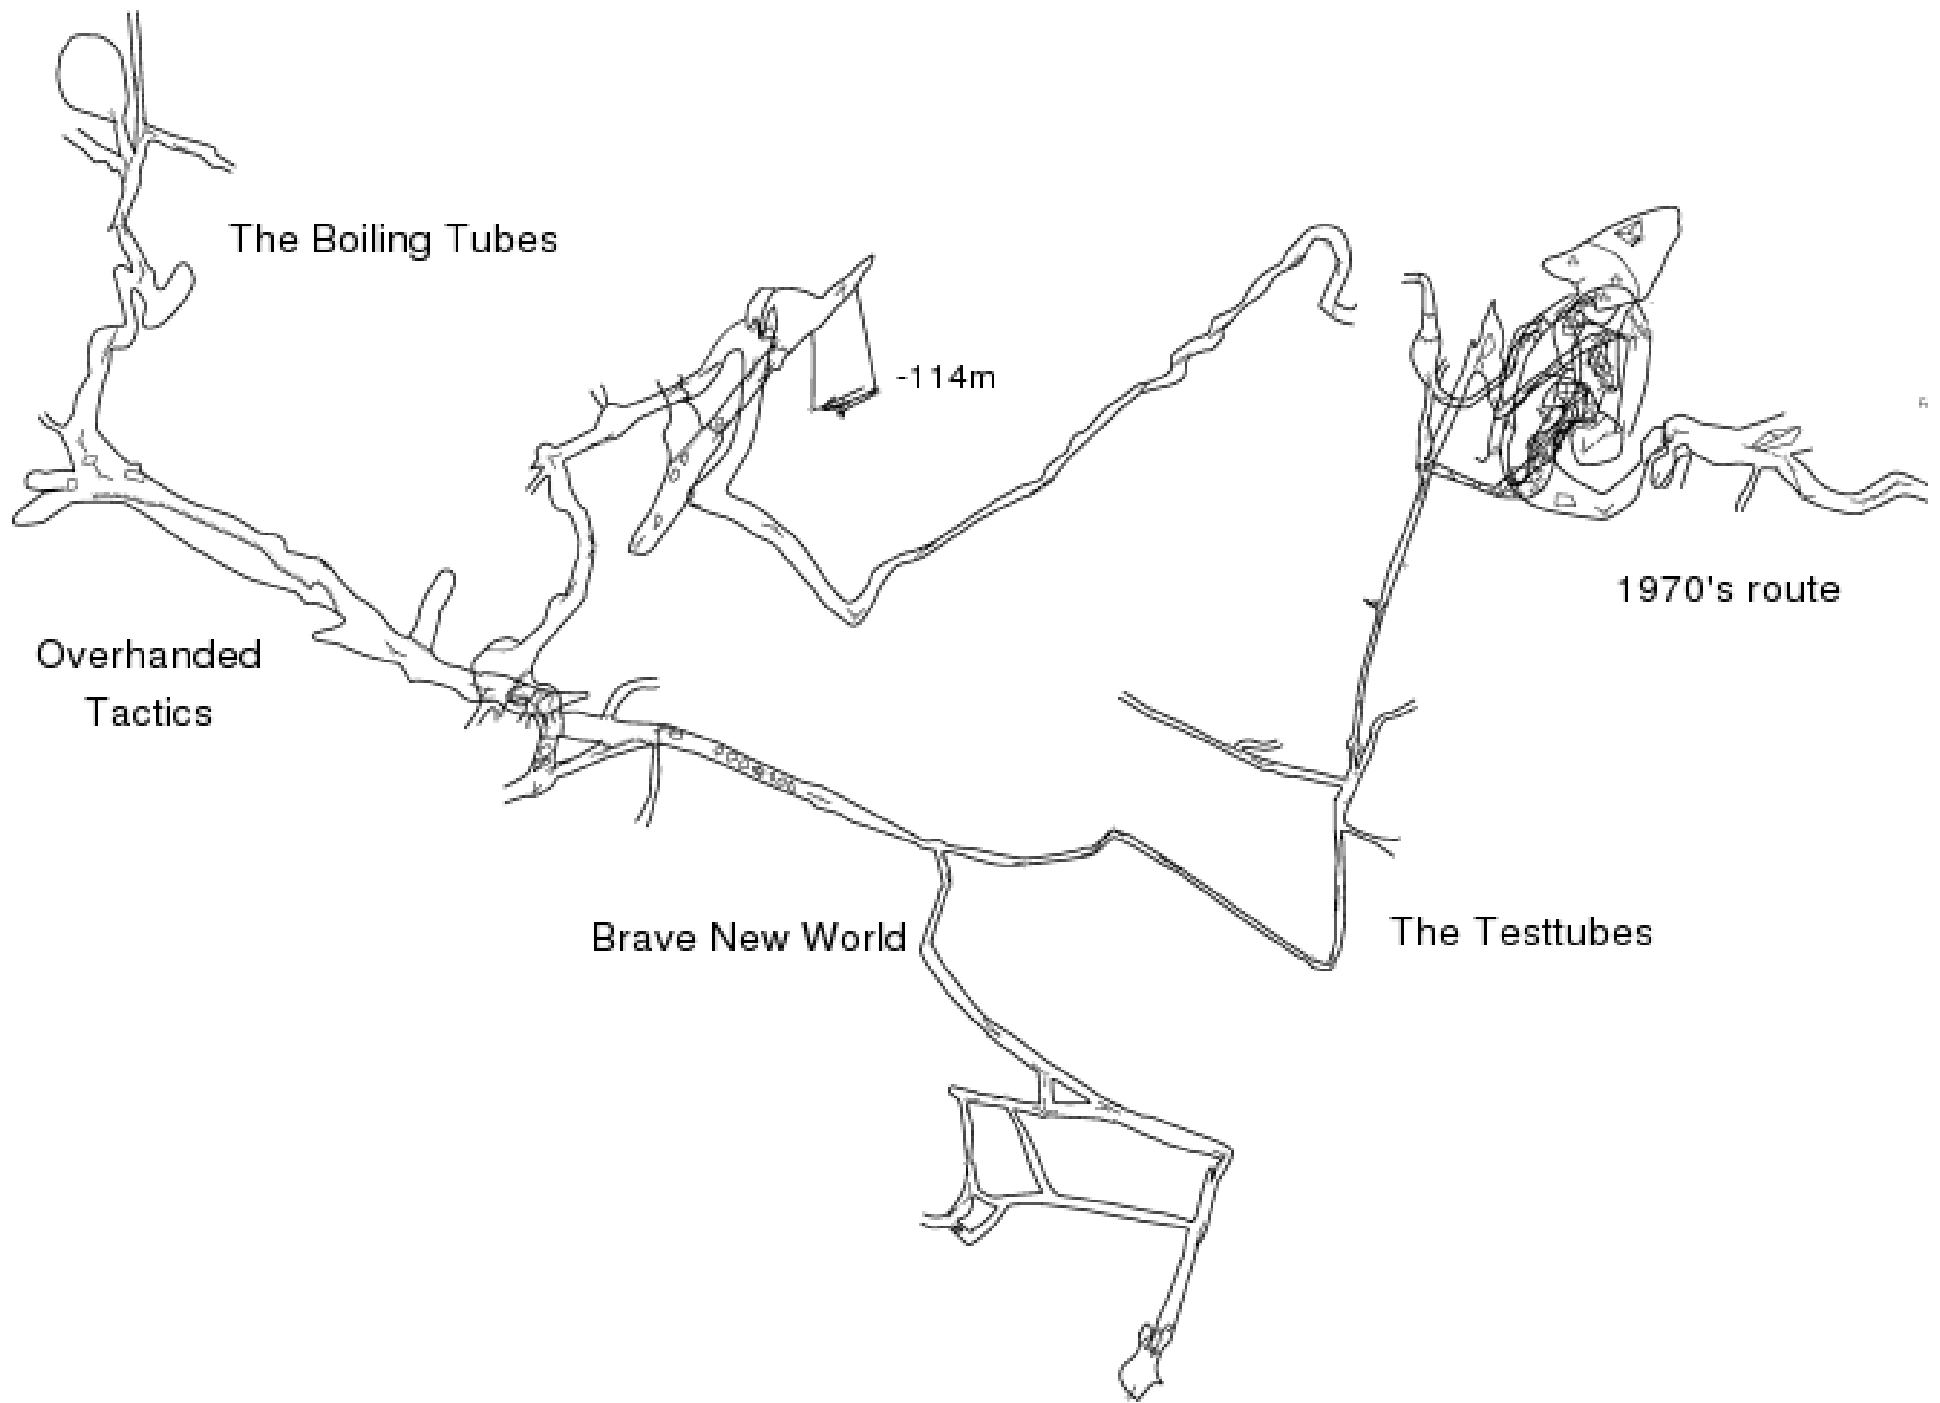 The Boiling Tubes
-114m
1970's route
Overhanded
Tactics
Brave New World
The Testtubes